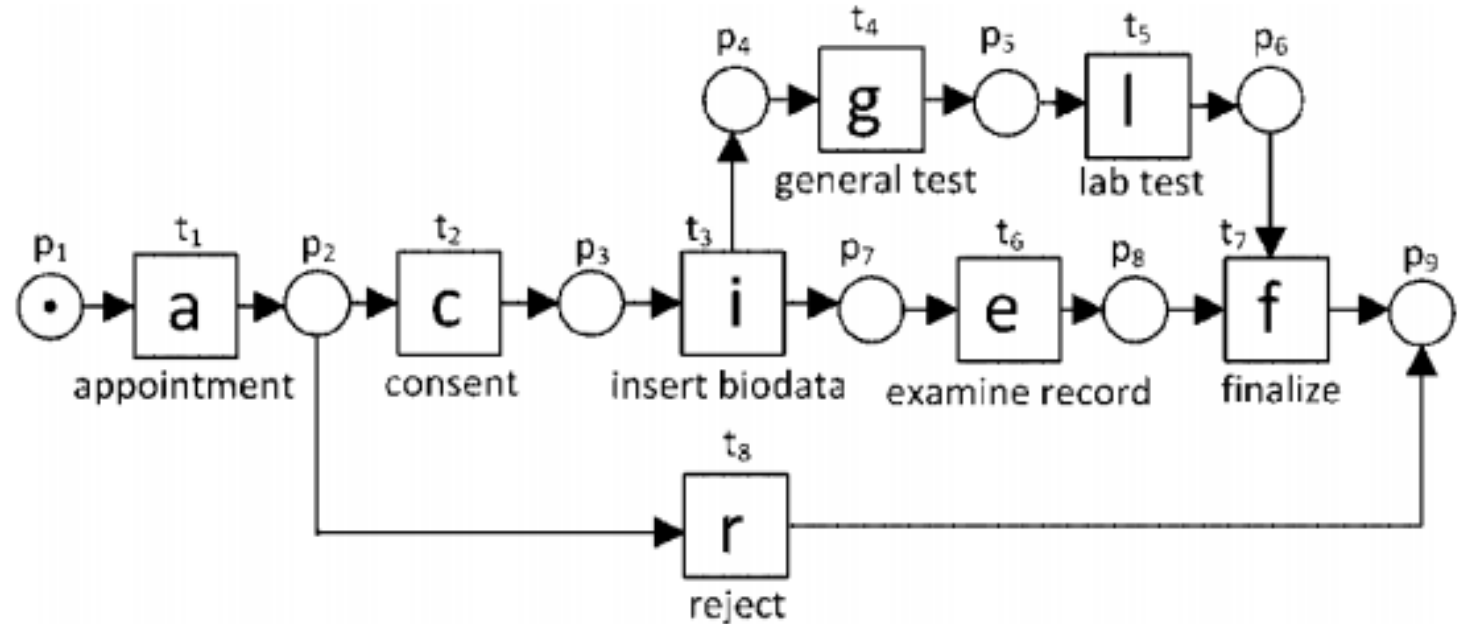 t₄
t₅
p₄
p₅
p₆
g
l
general test
lab test
p₁
t₁
p₂
t₂
p₃
t₃
p₇
t₆
p₈
t₇
p₉
a
c
i
e
f
appointment
consent
insert biodata
examine record
finalize
t₈
r
reject